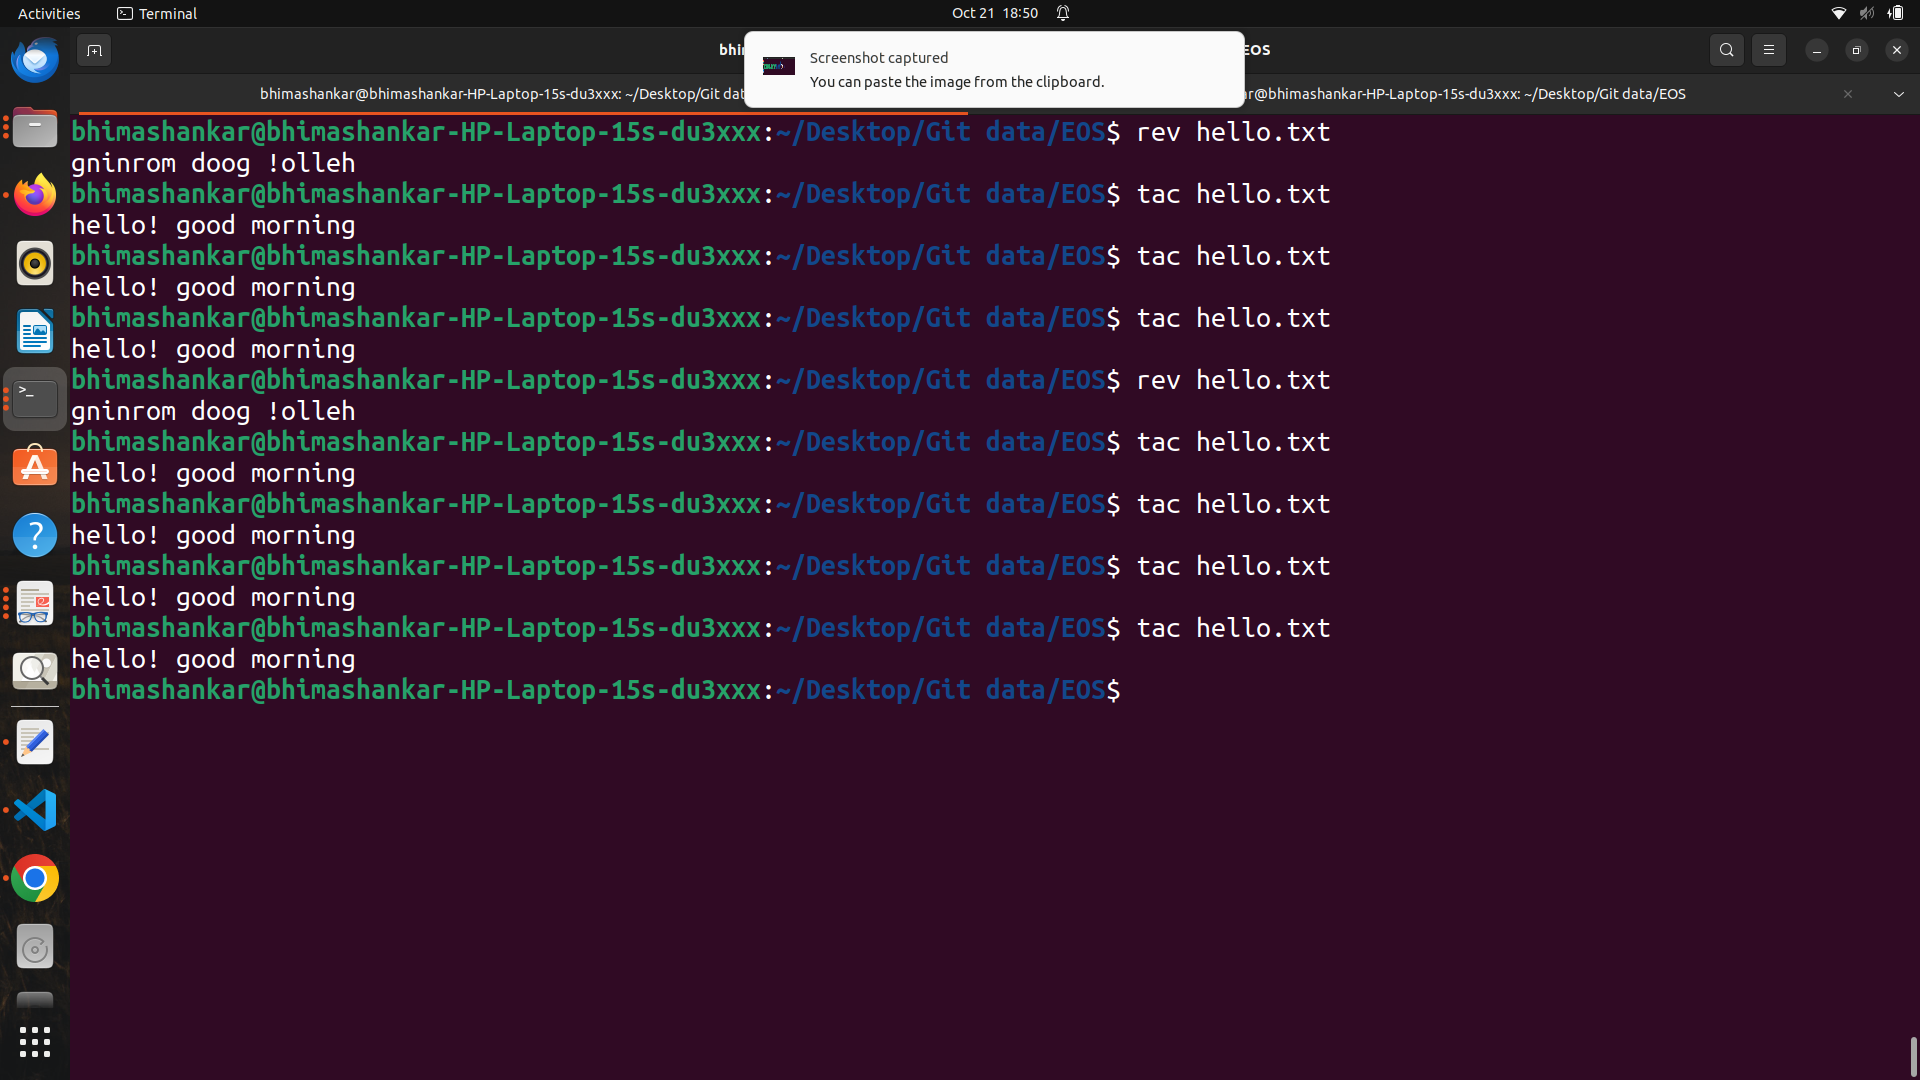 Activities Terminal Oct 21 18:50
Screenshot captured
You can paste the image from the clipboard.
EOS
bhimashankar@bhimashankar-HP-Laptop-15s-du3xxx: ~/Desktop/Git @bhimashankar-HP-Laptop-15s-du3xxx: ~/Desktop/Git data/EOS
bhimashankar@bhimashankar-HP-Laptop-15s-du3xxx:~/Desktop/Git data/EOS$ rev hello.txt
gninrom doog !olleh
bhimashankar@bhimashankar-HP-Laptop-15s-du3xxx:~/Desktop/Git data/EOS$ tac hello.txt
hello! good morning
bhimashankar@bhimashankar-HP-Laptop-15s-du3xxx:~/Desktop/Git data/EOS$ tac hello.txt
hello! good morning
bhimashankar@bhimashankar-HP-Laptop-15s-du3xxx:~/Desktop/Git data/EOS$ tac hello.txt
hello! good morning
bhimashankar@bhimashankar-HP-Laptop-15s-du3xxx:~/Desktop/Git data/EOS$ rev hello.txt
gninrom doog !olleh
bhimashankar@bhimashankar-HP-Laptop-15s-du3xxx:~/Desktop/Git data/EOS$ tac hello.txt
hello! good morning
bhimashankar@bhimashankar-HP-Laptop-15s-du3xxx:~/Desktop/Git data/EOS$ tac hello.txt
hello! good morning
bhimashankar@bhimashankar-HP-Laptop-15s-du3xxx:~/Desktop/Git data/EOS$ tac hello.txt
hello! good morning
bhimashankar@bhimashankar-HP-Laptop-15s-du3xxx:~/Desktop/Git data/EOS$ tac hello.txt
hello! good morning
bhimashankar@bhimashankar-HP-Laptop-15s-du3xxx:~/Desktop/Git data/EOS$